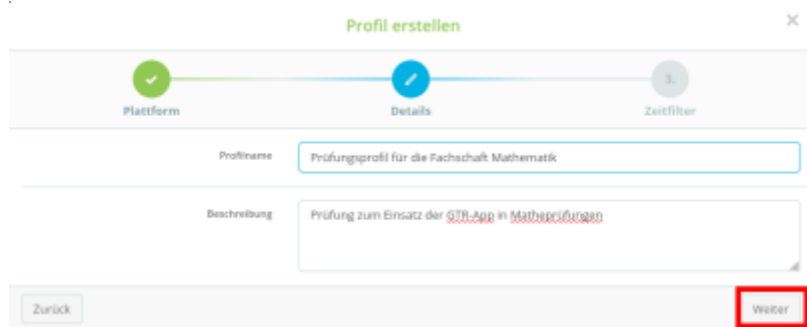 Profil erstellen
×
Plattform
Details
3.
Zeitfilter
Profilname
Prüfungsprofil für die Fachschaft Mathematik
Beschreibung
Prüfung zum Einsatz der GTR-App in Matheprüfungen
Zurück
Weiter